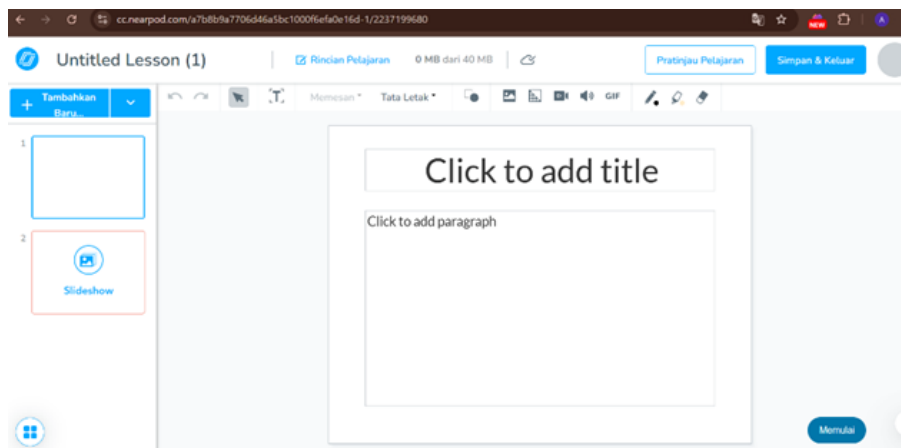 cc.nearpod.com/a7b8b9a7706d46a5bc1000f6efa0e16d-1/2237199680
NEW
A
Untitled Lesson (1)
Rincian Pelajaran
0 MB dari 40 MB
Pratinjau Pelajaran
Simpan & Keluar
+ Tambahkan
Baru...
T
Memesan
Tata Letak
GIF
1
Click to add title
Click to add paragraph
2
Slideshow
Memulai